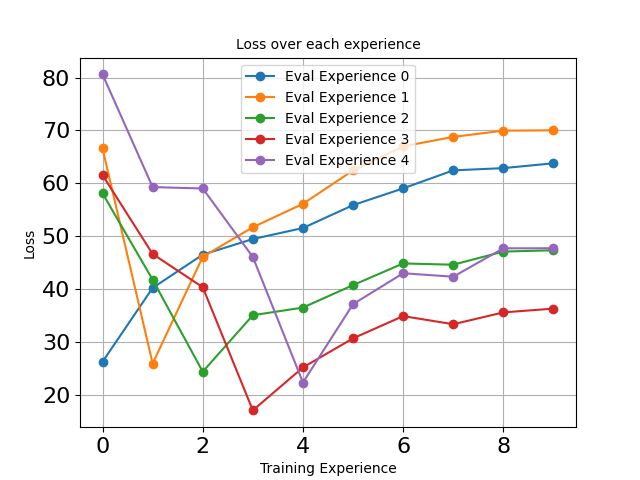 Loss over each experience
Eval Experience 0
Eval Experience 1
Eval Experience 2
Eval Experience 3
Eval Experience 4
Loss
80
70
60
50
40
30
20
0 2 4 6 8
Training Experience